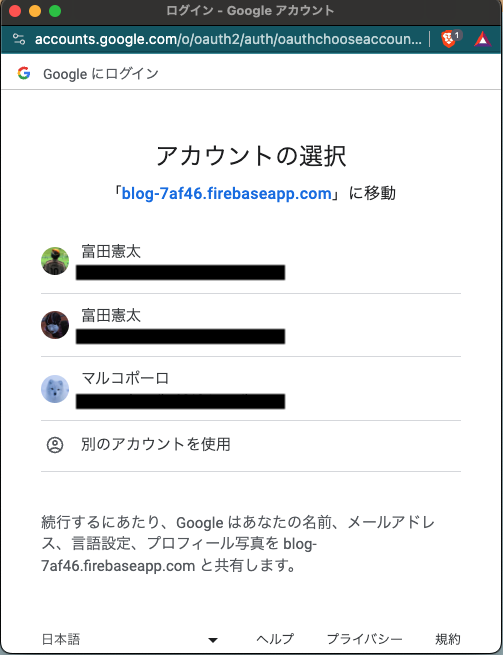 ログイン - Google アカウント
accounts.google.com/o/oauth2/auth/oauthchooseaccoun...
1
Google にログイン
アカウントの選択
「blog-7af46.firebaseapp.com」に移動
富田憲太
富田憲太
マルコポーロ
別のアカウントを使用
続行するにあたり、Google はあなたの名前、メールアドレ
ス、言語設定、プロフィール写真を blog-
7af46.firebaseapp.com と共有します。
日本語 ヘルプ プライバシー 規約